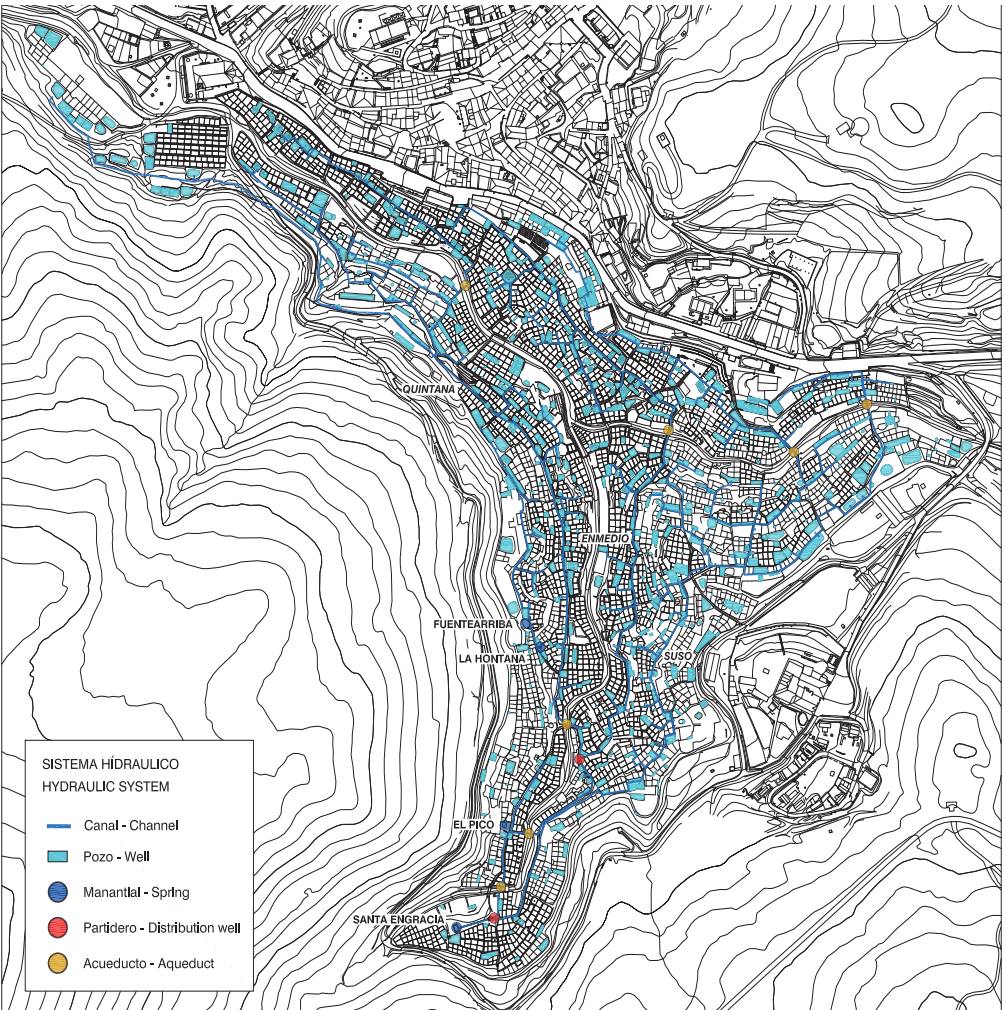 QUINTANA
ENMEDIO
FUENTEARRIBA
LA HONTANA
SUSO
EL PICO
SANTA ENGRACIA
SISTEMA HÍDRAULICO
HYDRAULIC SYSTEM
Canal - Channel
Pozo - Well
Manantial - Spring
Partidero - Distribution well
Acueducto - Aqueduct